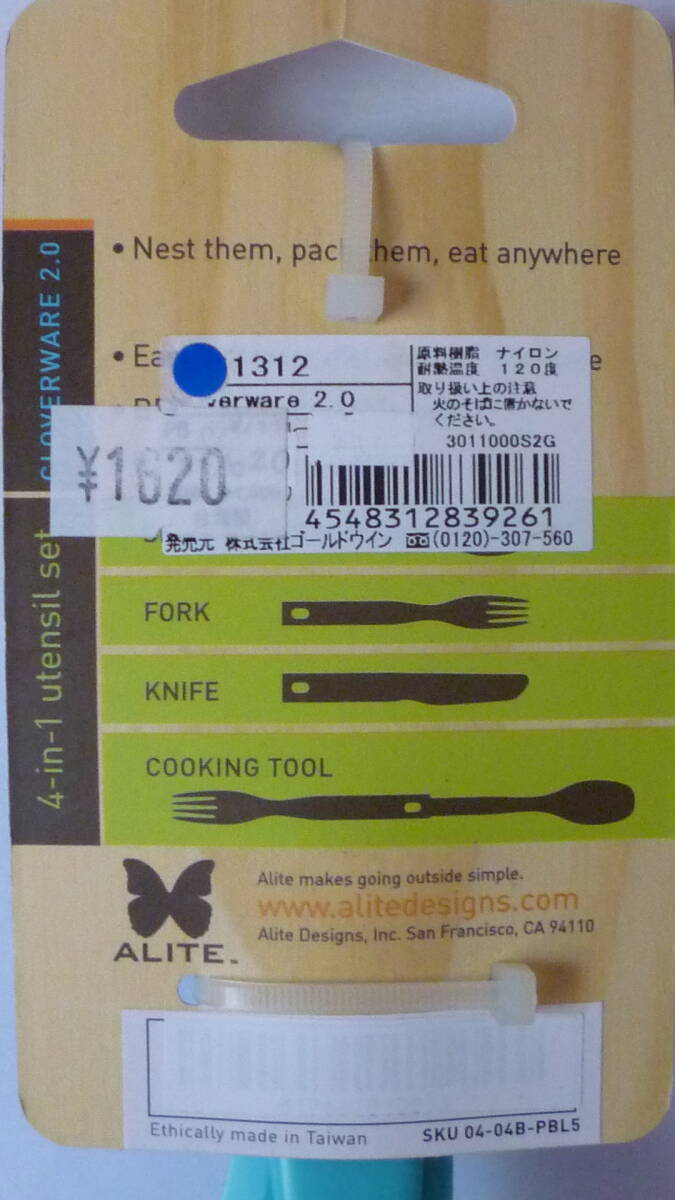 • Nest them, pac them, eat anywhere
• Ea e
1312
verware 2.0
原料樹脂 ナイロン
耐熱温度 120度
取り扱い上の注意
火のそばに置かないで
ください。
3011000S2G
¥1620
4548312839261
発売元 株式会社ゴールドウイン (0120)-307-560
CLOVERWARE 2.0
4-in-1 utensil set
FORK
KNIFE
COOKING TOOL
ALITE™
Alite makes going outside simple.
www.alitedesigns.com
Alite Designs, Inc. San Francisco, CA 94110
Ethically made in Taiwan
SKU 04-04B-PBL5